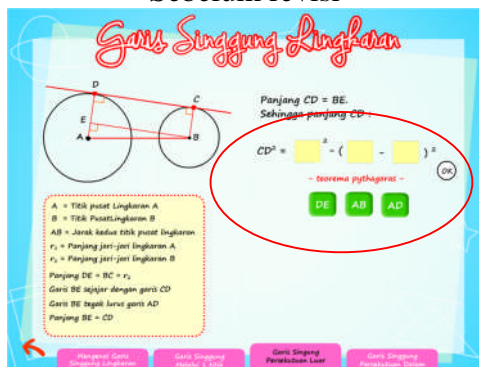 Garis Singgung Lingkaran
D
C
E
A
B
Panjang CD = BE.
Sehingga panjang CD :
CD² = ² - ( - )²
OK
- teorema pythagoras -
DE AB AD
A = Titik pusat Lingkaran A
B = Titik PusatLingkaran B
AB = Jarak kedua titik pusat lingkaran
r₁ = Panjang jari-jari lingkaran A
r₂ = Panjang jari-jari lingkaran B
Panjang DE = BC = r₂
Garis BE sejajar dengan garis CD
Garis BE tegak lurus garis AD
Panjang BE = CD
Mengenal Garis
Singgung Lingkaran
Garis Singgung
Melalui 1 titik
Garis Singung
Persekutuan Luar
Garis Singgung
Persekutuan Dalam